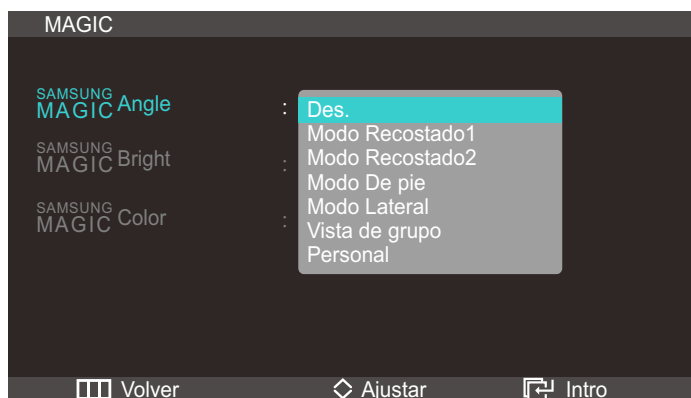 MAGIC
SAMSUNG
MAGIC Angle : Des.
Modo Recostado1
SAMSUNG
MAGIC Bright : Modo Recostado2
Modo De pie
SAMSUNG
MAGIC Color : Modo Lateral
Vista de grupo
Personal
Volver Ajustar Intro